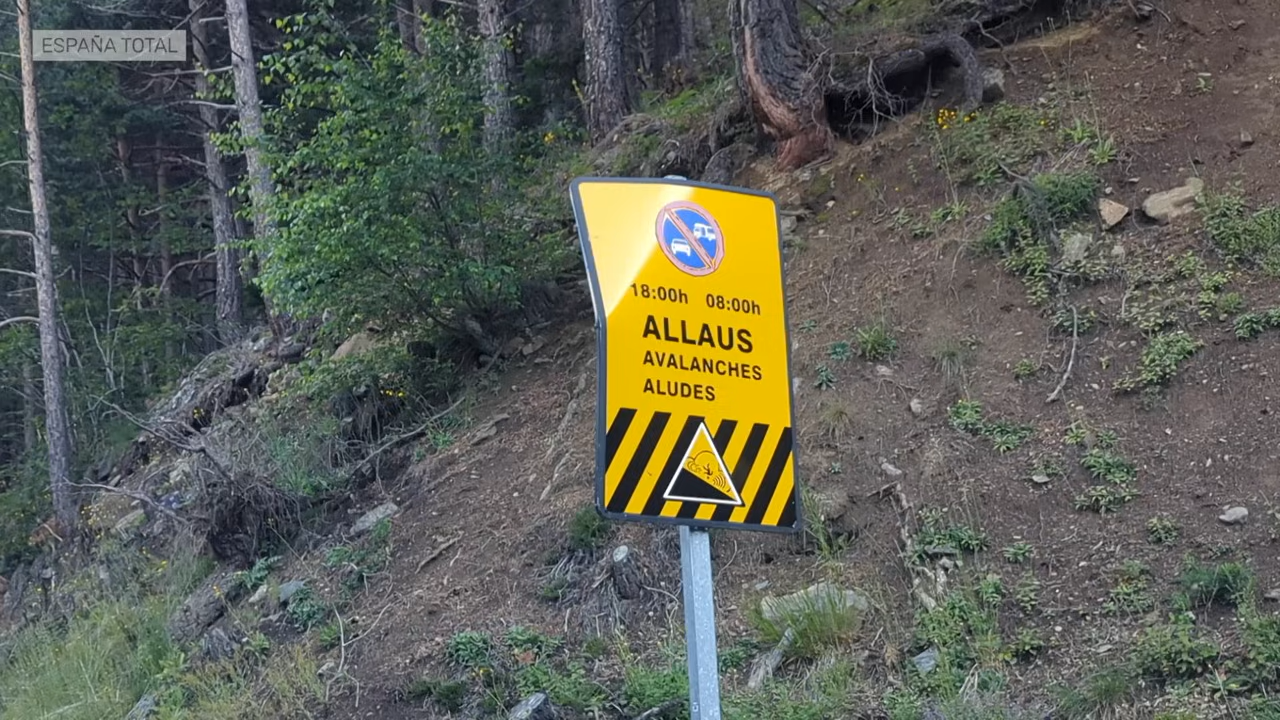 ESPAÑA TOTAL
18:00h 08:00h
ALLAUS
AVALANCHES
ALUDES